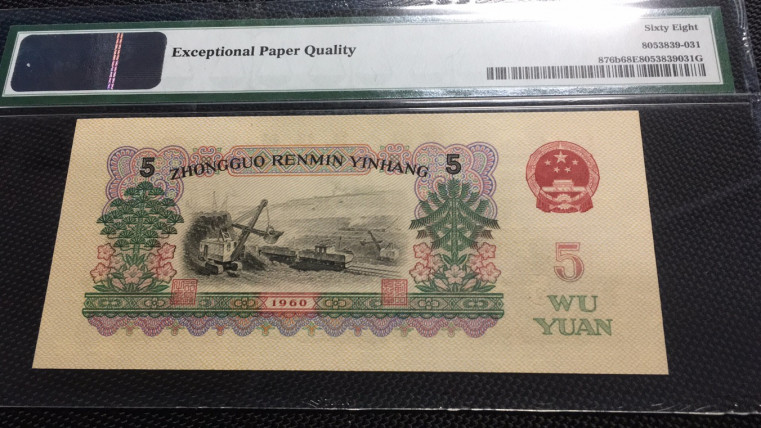 Sixty Eight
Exceptional Paper Quality
8053839-031
876b68E8053839031G
5 ZHONGGUO RENMIN YINHANG 5
5
1960
WU
YUAN